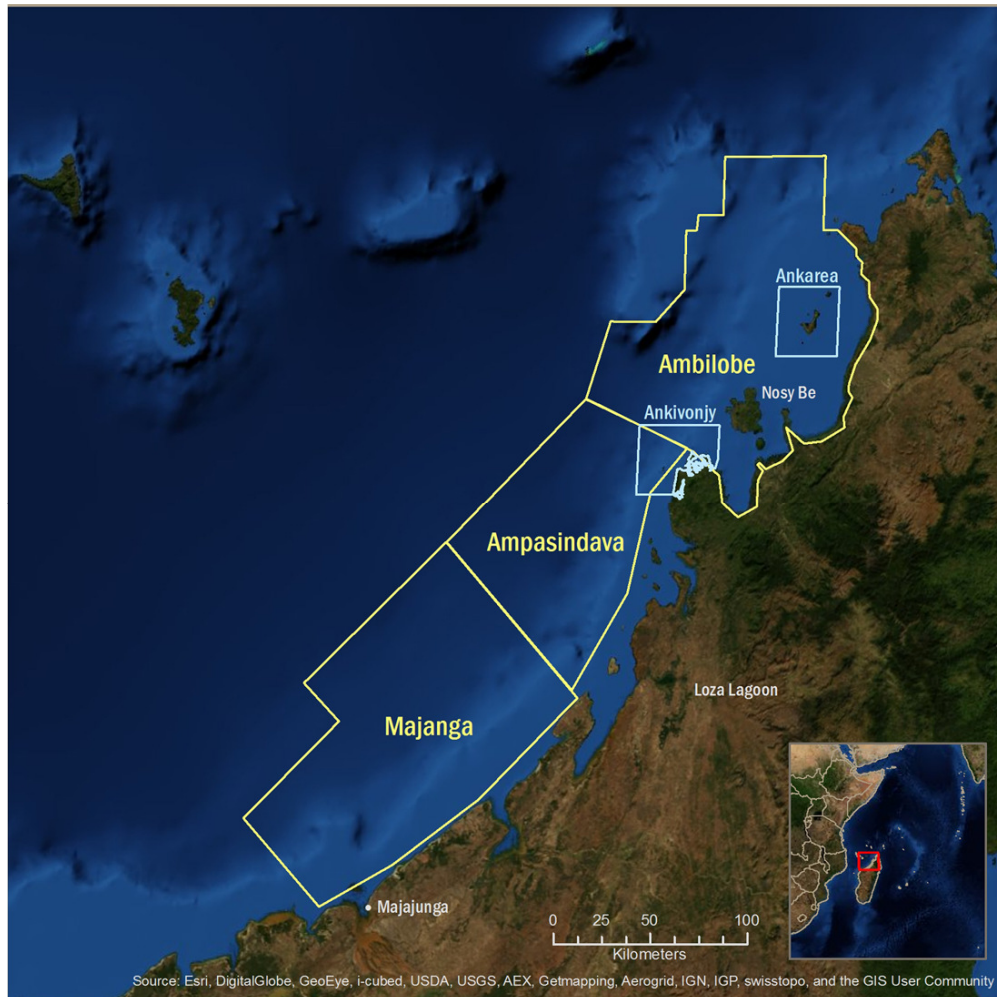 Ankarea
Ambilobe
Nosy Be
Ankivonjy
Ampasindava
Loza Lagoon
Majanga
Majajunga
0 25 50 100
Kilometers
Source: Esri, DigitalGlobe, GeoEye, i-cubed, USDA, USGS, AEX, Getmapping, Aerogrid, IGN, IGP, swisstopo, and the GIS User Community